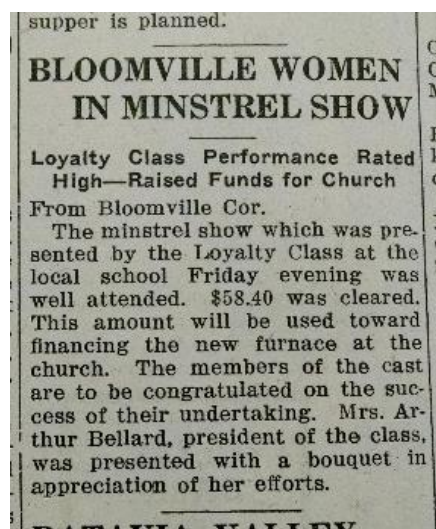 supper is planned.
BLOOMVILLE WOMEN
IN MINSTREL SHOW
Loyalty Class Performance Rated
High—Raised Funds for Church
From Bloomville Cor.
The minstrel show which was pre-
sented by the Loyalty Class at the
local school Friday evening was
well attended. $58.40 was cleared.
This amount will be used toward
financing the new furnace at the
church. The members of the cast
are to be congratulated on the suc-
cess of their undertaking. Mrs. Ar-
thur Bellard, president of the class,
was presented with a bouquet in
appreciation of her efforts.
BATAVIA VALLEY